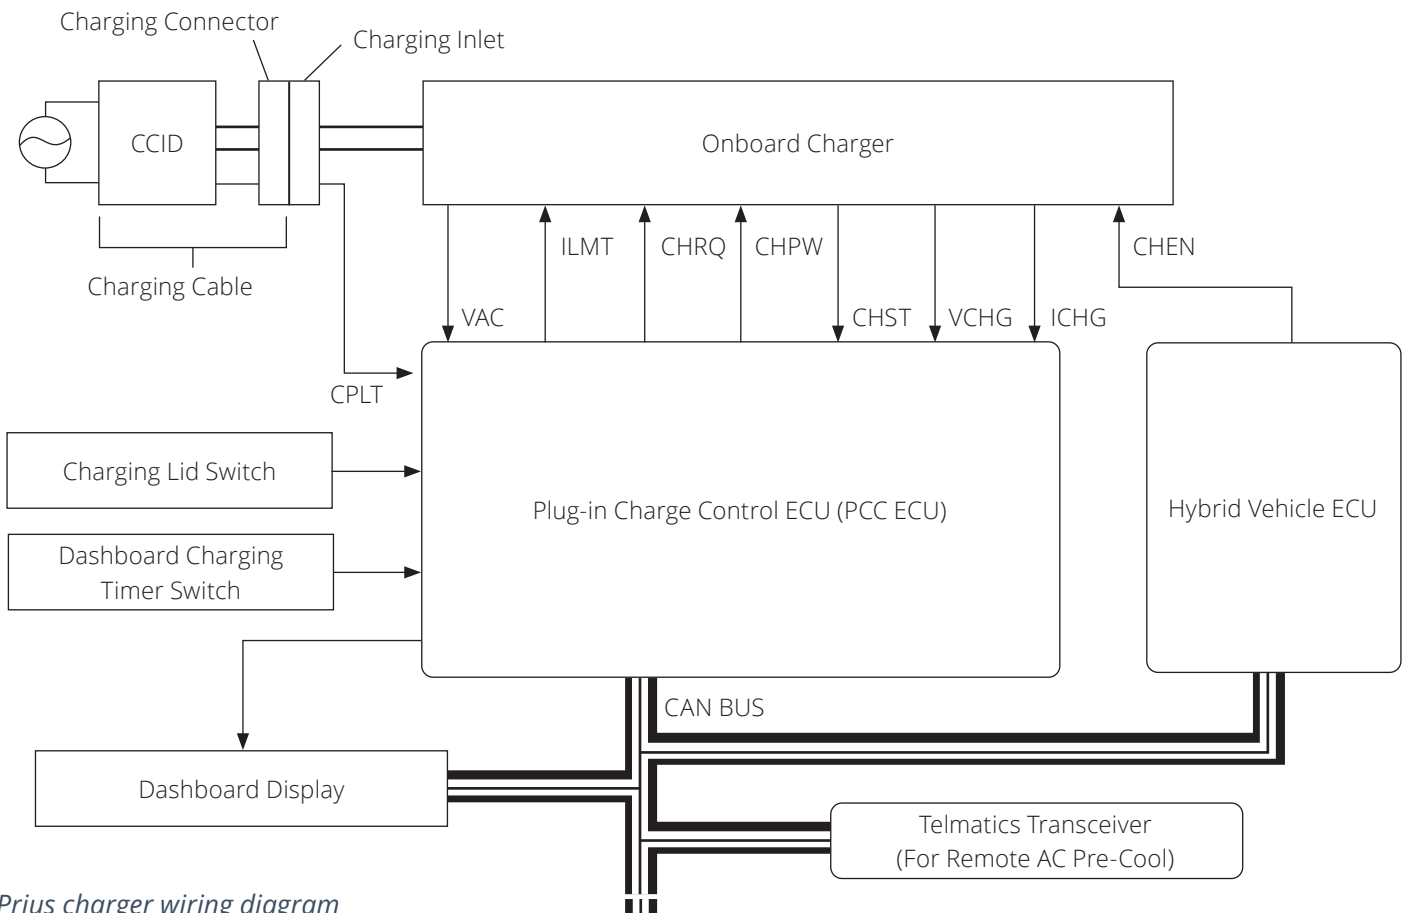 Charging Connector
Charging Inlet
CCID
Onboard Charger
ILMT
CHRQ
CHPW
CHEN
Charging Cable
VAC
CHST
VCHG
ICHG
CPLT
Charging Lid Switch
Plug-in Charge Control ECU (PCC ECU)
Hybrid Vehicle ECU
Dashboard Charging
Timer Switch
CAN BUS
Dashboard Display
Telmatics Transceiver
(For Remote AC Pre-Cool)
Prius charger wiring diagram